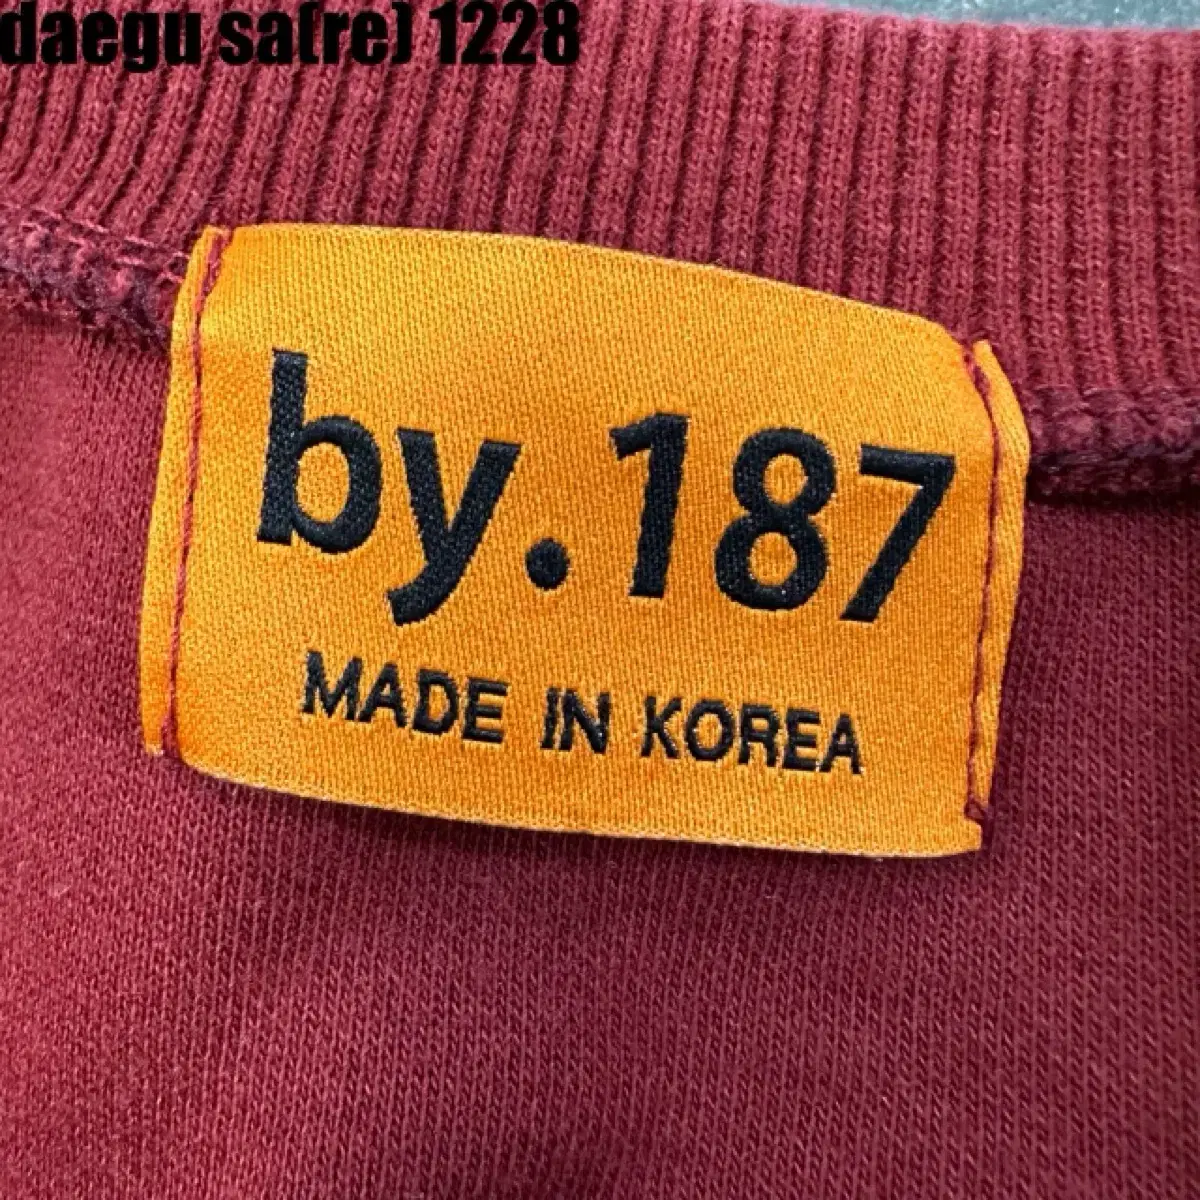 daegu sa(re) 1228
by.187
MADE IN KOREA